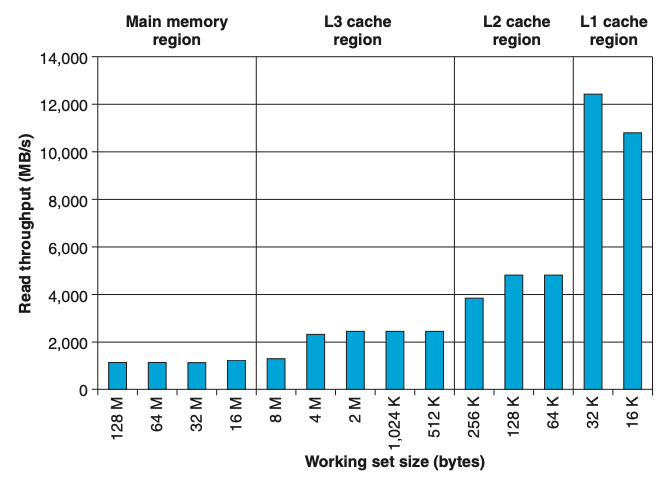 Main memory
region
L3 cache
region
L2 cache
region
L1 cache
region
14,000
12,000
10,000
8,000
6,000
4,000
2,000
0
Read throughput (MB/s)
128 M
64 M
32 M
16 M
8 M
4 M
2 M
1,024 K
512 K
256 K
128 K
64 K
32 K
16 K
Working set size (bytes)